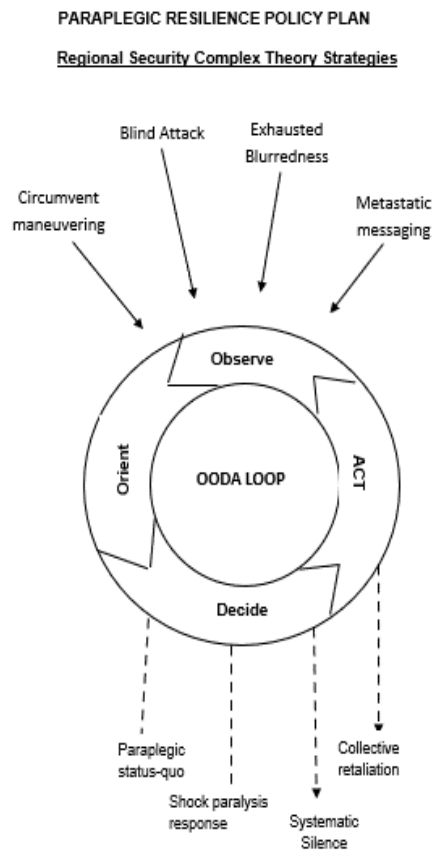 PARAPLEGIC RESILIENCE POLICY PLAN
Regional Security Complex Theory Strategies
Blind Attack
Exhausted
Blurredness
Circumvent
maneuvering
Metastatic
messaging
Observe
Orient
OODA LOOP
ACT
Decide
Paraplegic
status-quo
Shock paralysis
response
Systematic
Silence
Collective
retaliation